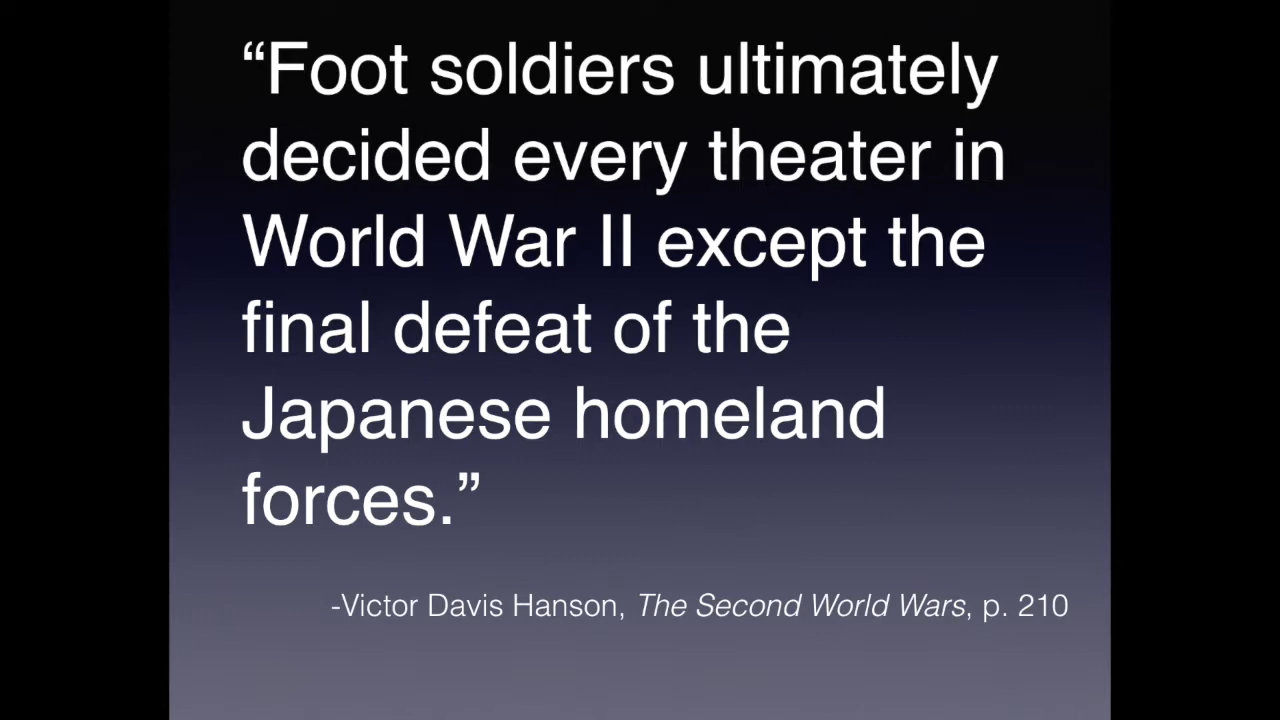 “Foot soldiers ultimately
decided every theater in
World War II except the
final defeat of the
Japanese homeland
forces.”
-Victor Davis Hanson, The Second World Wars, p. 210